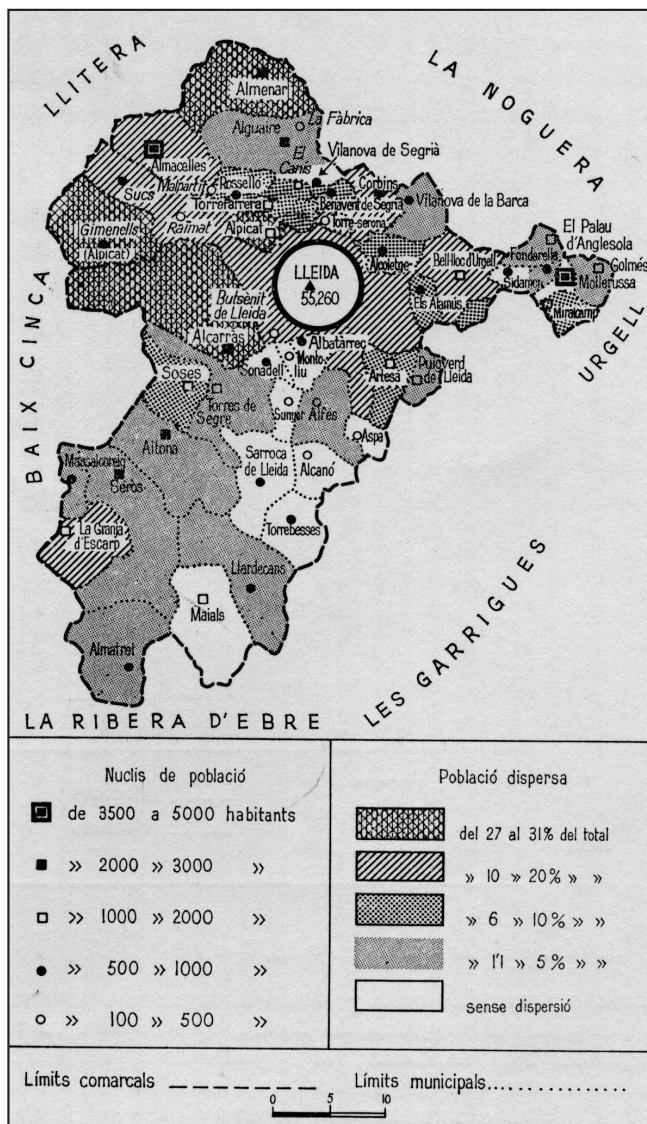 LLITERA
LA NOGUERA
Almenar
La Fàbrica
Alguaire
El Canís
Vilanova de Segrià
Almacelles
Malpartit
Rosselló
Corbins
Sucs
Benavent de Segrià
Vilanova de la Barca
Torrefarrera
Torre-serona
Raïmat
Gimenells
(Alpicat)
Alpicat
El Palau
d'Anglesola
LLEIDA
55,260
Alcoletge
Bell-lloc d'Urgell
Fondarella
Golmés
Sidamon
Mollerussa
Butsènit
de Lleida
Els Alamús
Miralcamp
BAIX CINCA
URGELL
Albatàrrec
Alcarràs
Sonadell
Monto-
liu
Artesa
Puigverd
de Lleida
Soses
Torres de
Segre
Sunyer
Alfés
Aspa
Aitona
Sarroca
de Lleida
Alcanó
Massalcoreig
Seròs
Torrebesses
La Granja
d'Escarp
Llardecans
Maials
Almatret
LES GARRIGUES
LA RIBERA D'EBRE
Nuclis de població
de 3500 a 5000 habitants
» 2000 » 3000 »
» 1000 » 2000 »
» 500 » 1000 »
» 100 » 500 »
Població dispersa
del 27 al 31% del total
» 10 » 20% » »
» 6 » 10% » »
» 1'1 » 5% » »
sense dispersió
Límits comarcals
Límits municipals
0 5 10